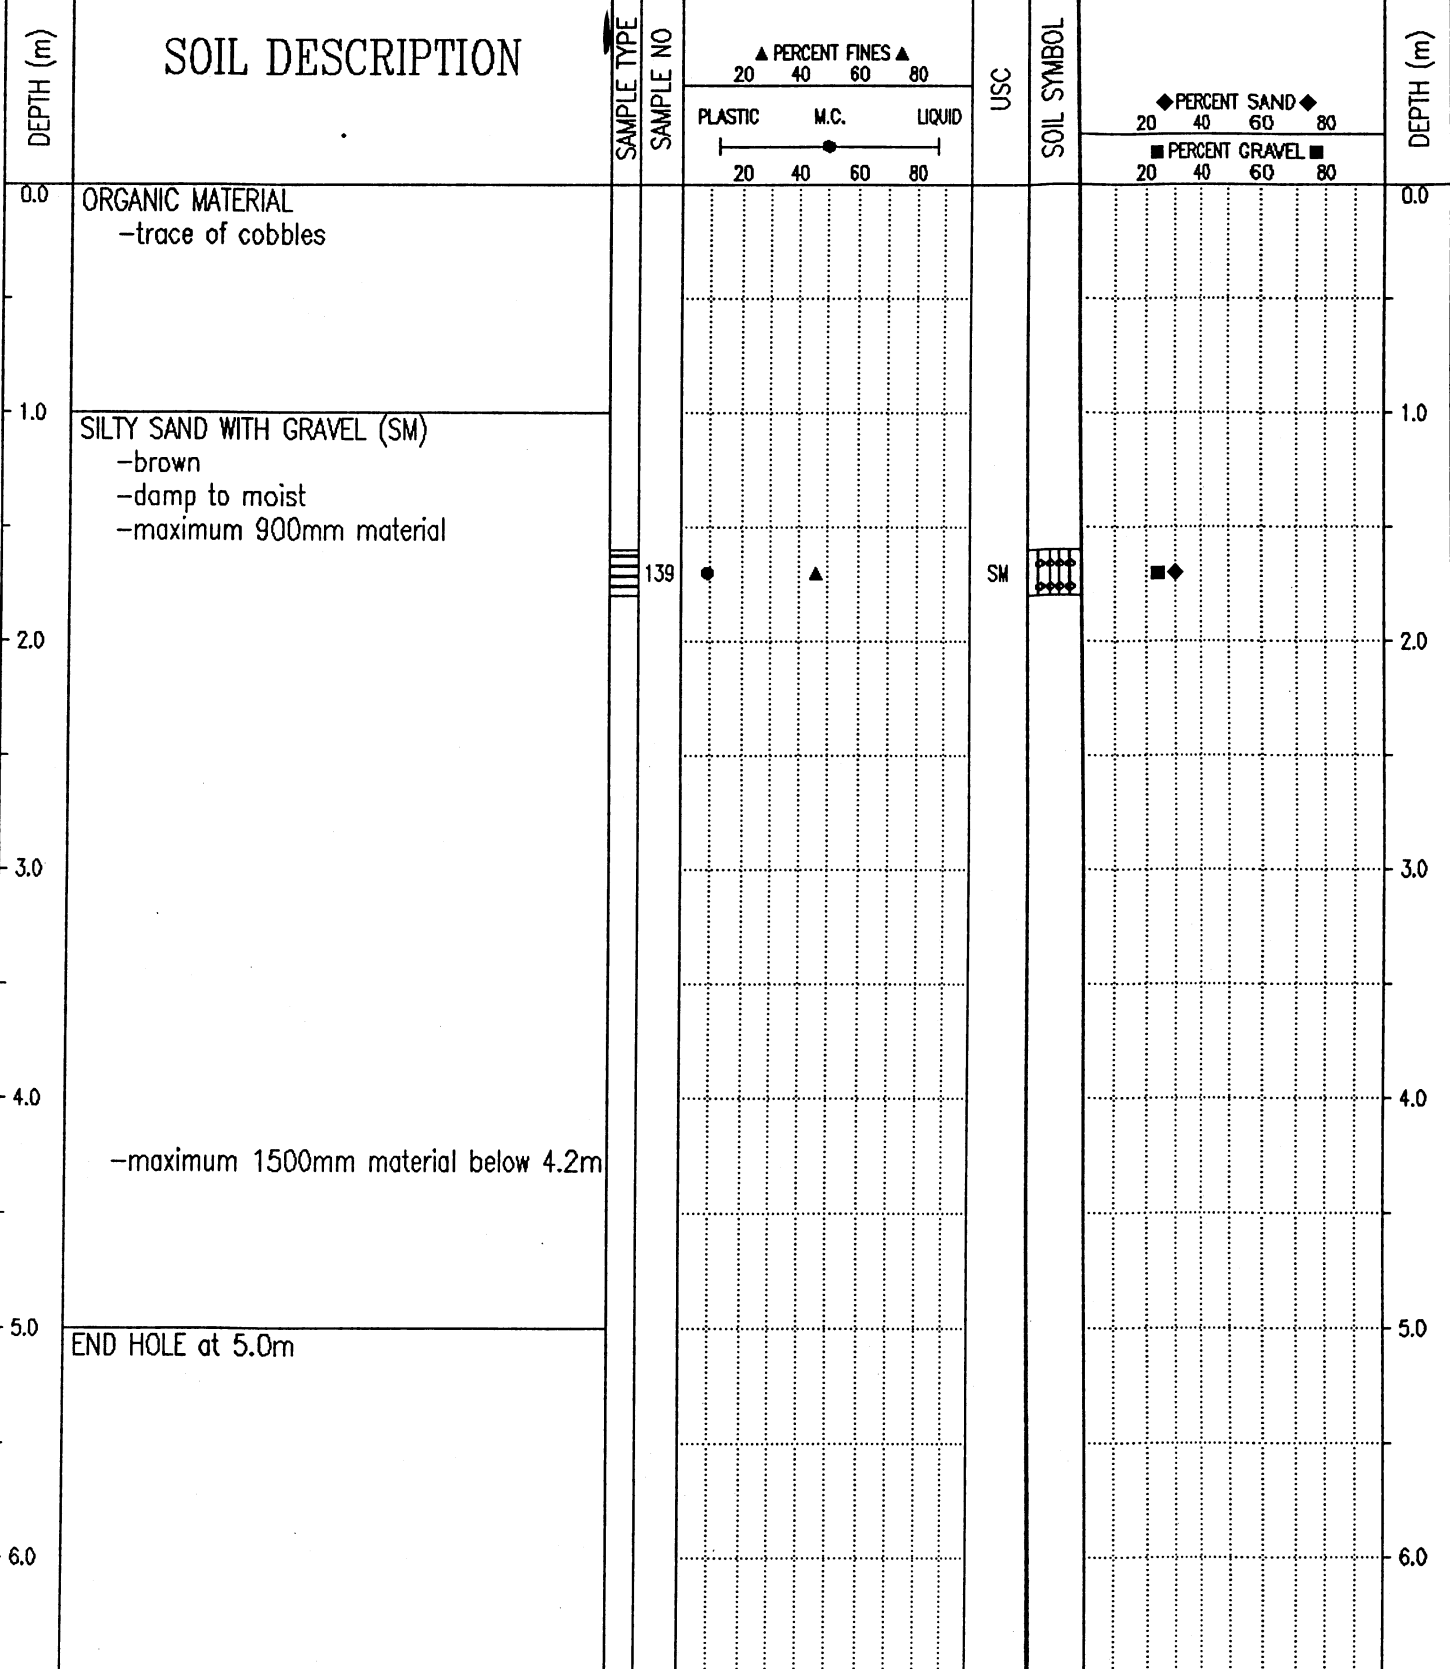 DEPTH (m)
SOIL DESCRIPTION
SAMPLE TYPE
SAMPLE NO
▲ PERCENT FINES ▲
20 40 60 80
PLASTIC M.C. LIQUID
20 40 60 80
USC
SOIL SYMBOL
◆ PERCENT SAND ◆
20 40 60 80
■ PERCENT GRAVEL ■
20 40 60 80
DEPTH (m)
0.0 ORGANIC MATERIAL 0.0
-trace of cobbles
1.0 1.0
SILTY SAND WITH GRAVEL (SM)
-brown
-damp to moist
-maximum 900mm material
139 SM
2.0 2.0
3.0 3.0
4.0 4.0
-maximum 1500mm material below 4.2m
5.0 5.0
END HOLE at 5.0m
6.0 6.0